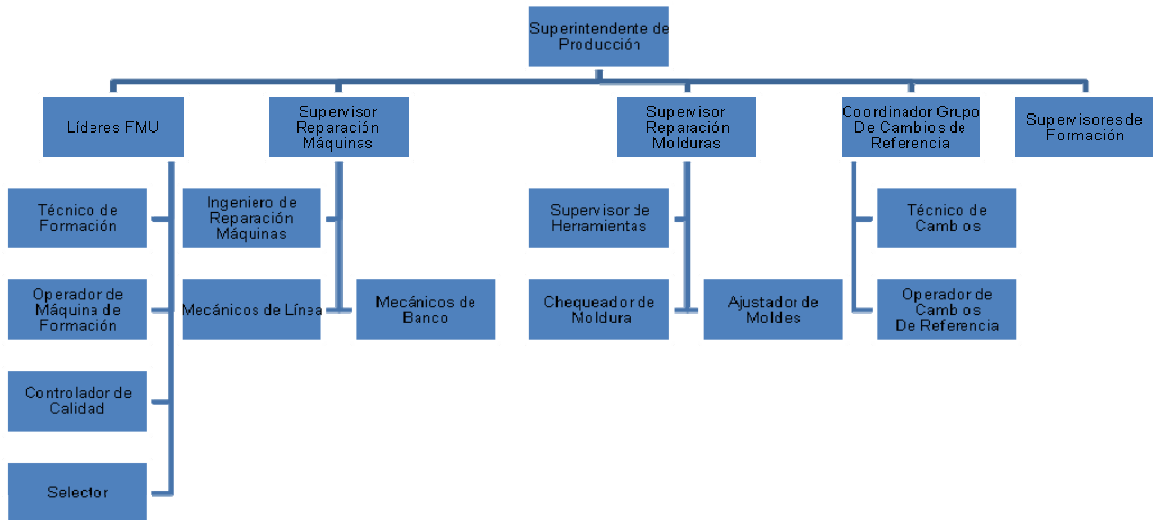 Superintendente de
Producción
Líderes FMU
Supervisor
Reparación
Máquinas
Supervisor
Reparación
Molduras
Coordinador Grupo
De Cambios de
Referencia
Supervisores de
Formación
Técnico de
Formación
Ingeniero de
Reparación
Máquinas
Supervisor de
Herramientas
Técnico de
Cambios
Operador de
Máquina de
Formación
Mecánicos de Línea
Mecánicos de
Banco
Chequeador de
Moldura
Ajustador de
Moldes
Operador de
Cambios
De Referencia
Controlador de
Calidad
Selector